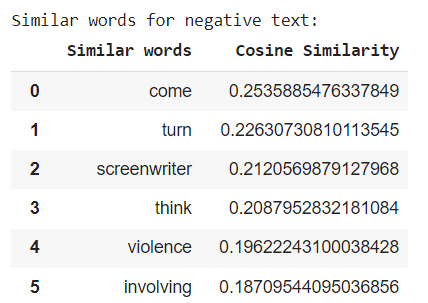 Similar words for negative text:
Similar words Cosine Similarity
0 come 0.2535885476337849
1 turn 0.22630730810113545
2 screenwriter 0.2120569879127968
3 think 0.2087952832181084
4 violence 0.19622243100038428
5 involving 0.18709544095036856